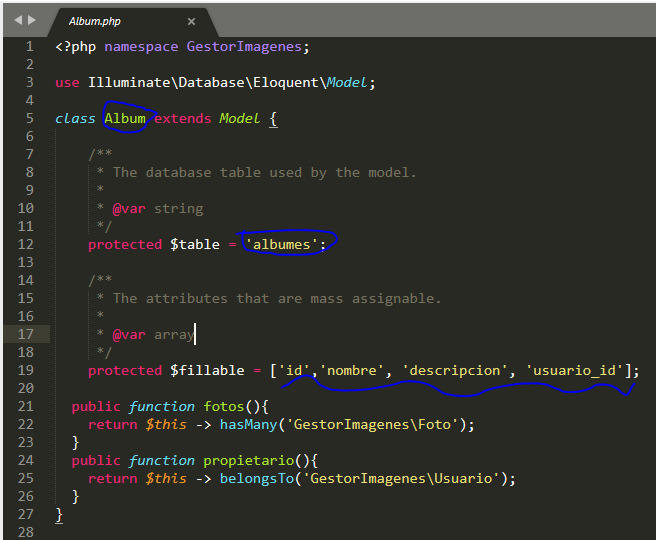 Album.php
1 <?php namespace GestorImagenes;
2
3 use Illuminate\Database\Eloquent\Model;
4
5 class Album extends Model {
6
7 /**
8 * The database table used by the model.
9 *
10 * @var string
11 */
12 protected $table = 'albumes';
13
14 /**
15 * The attributes that are mass assignable.
16 *
17 * @var array
18 */
19 protected $fillable = ['id','nombre', 'descripcion', 'usuario_id'];
20
21 public function fotos(){
22 return $this -> hasMany('GestorImagenes\Foto');
23 }
24 public function propietario(){
25 return $this -> belongsTo('GestorImagenes\Usuario');
26 }
27 }
28